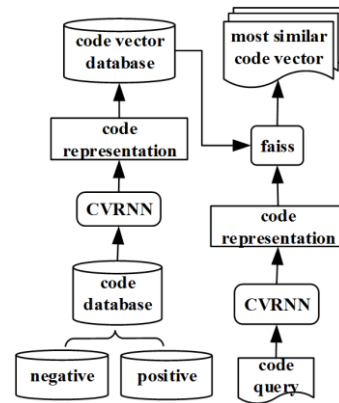 code vector
database
most similar
code vector
code
representation
faiss
CVRNN
code
representation
code
database
CVRNN
negative
positive
code
query